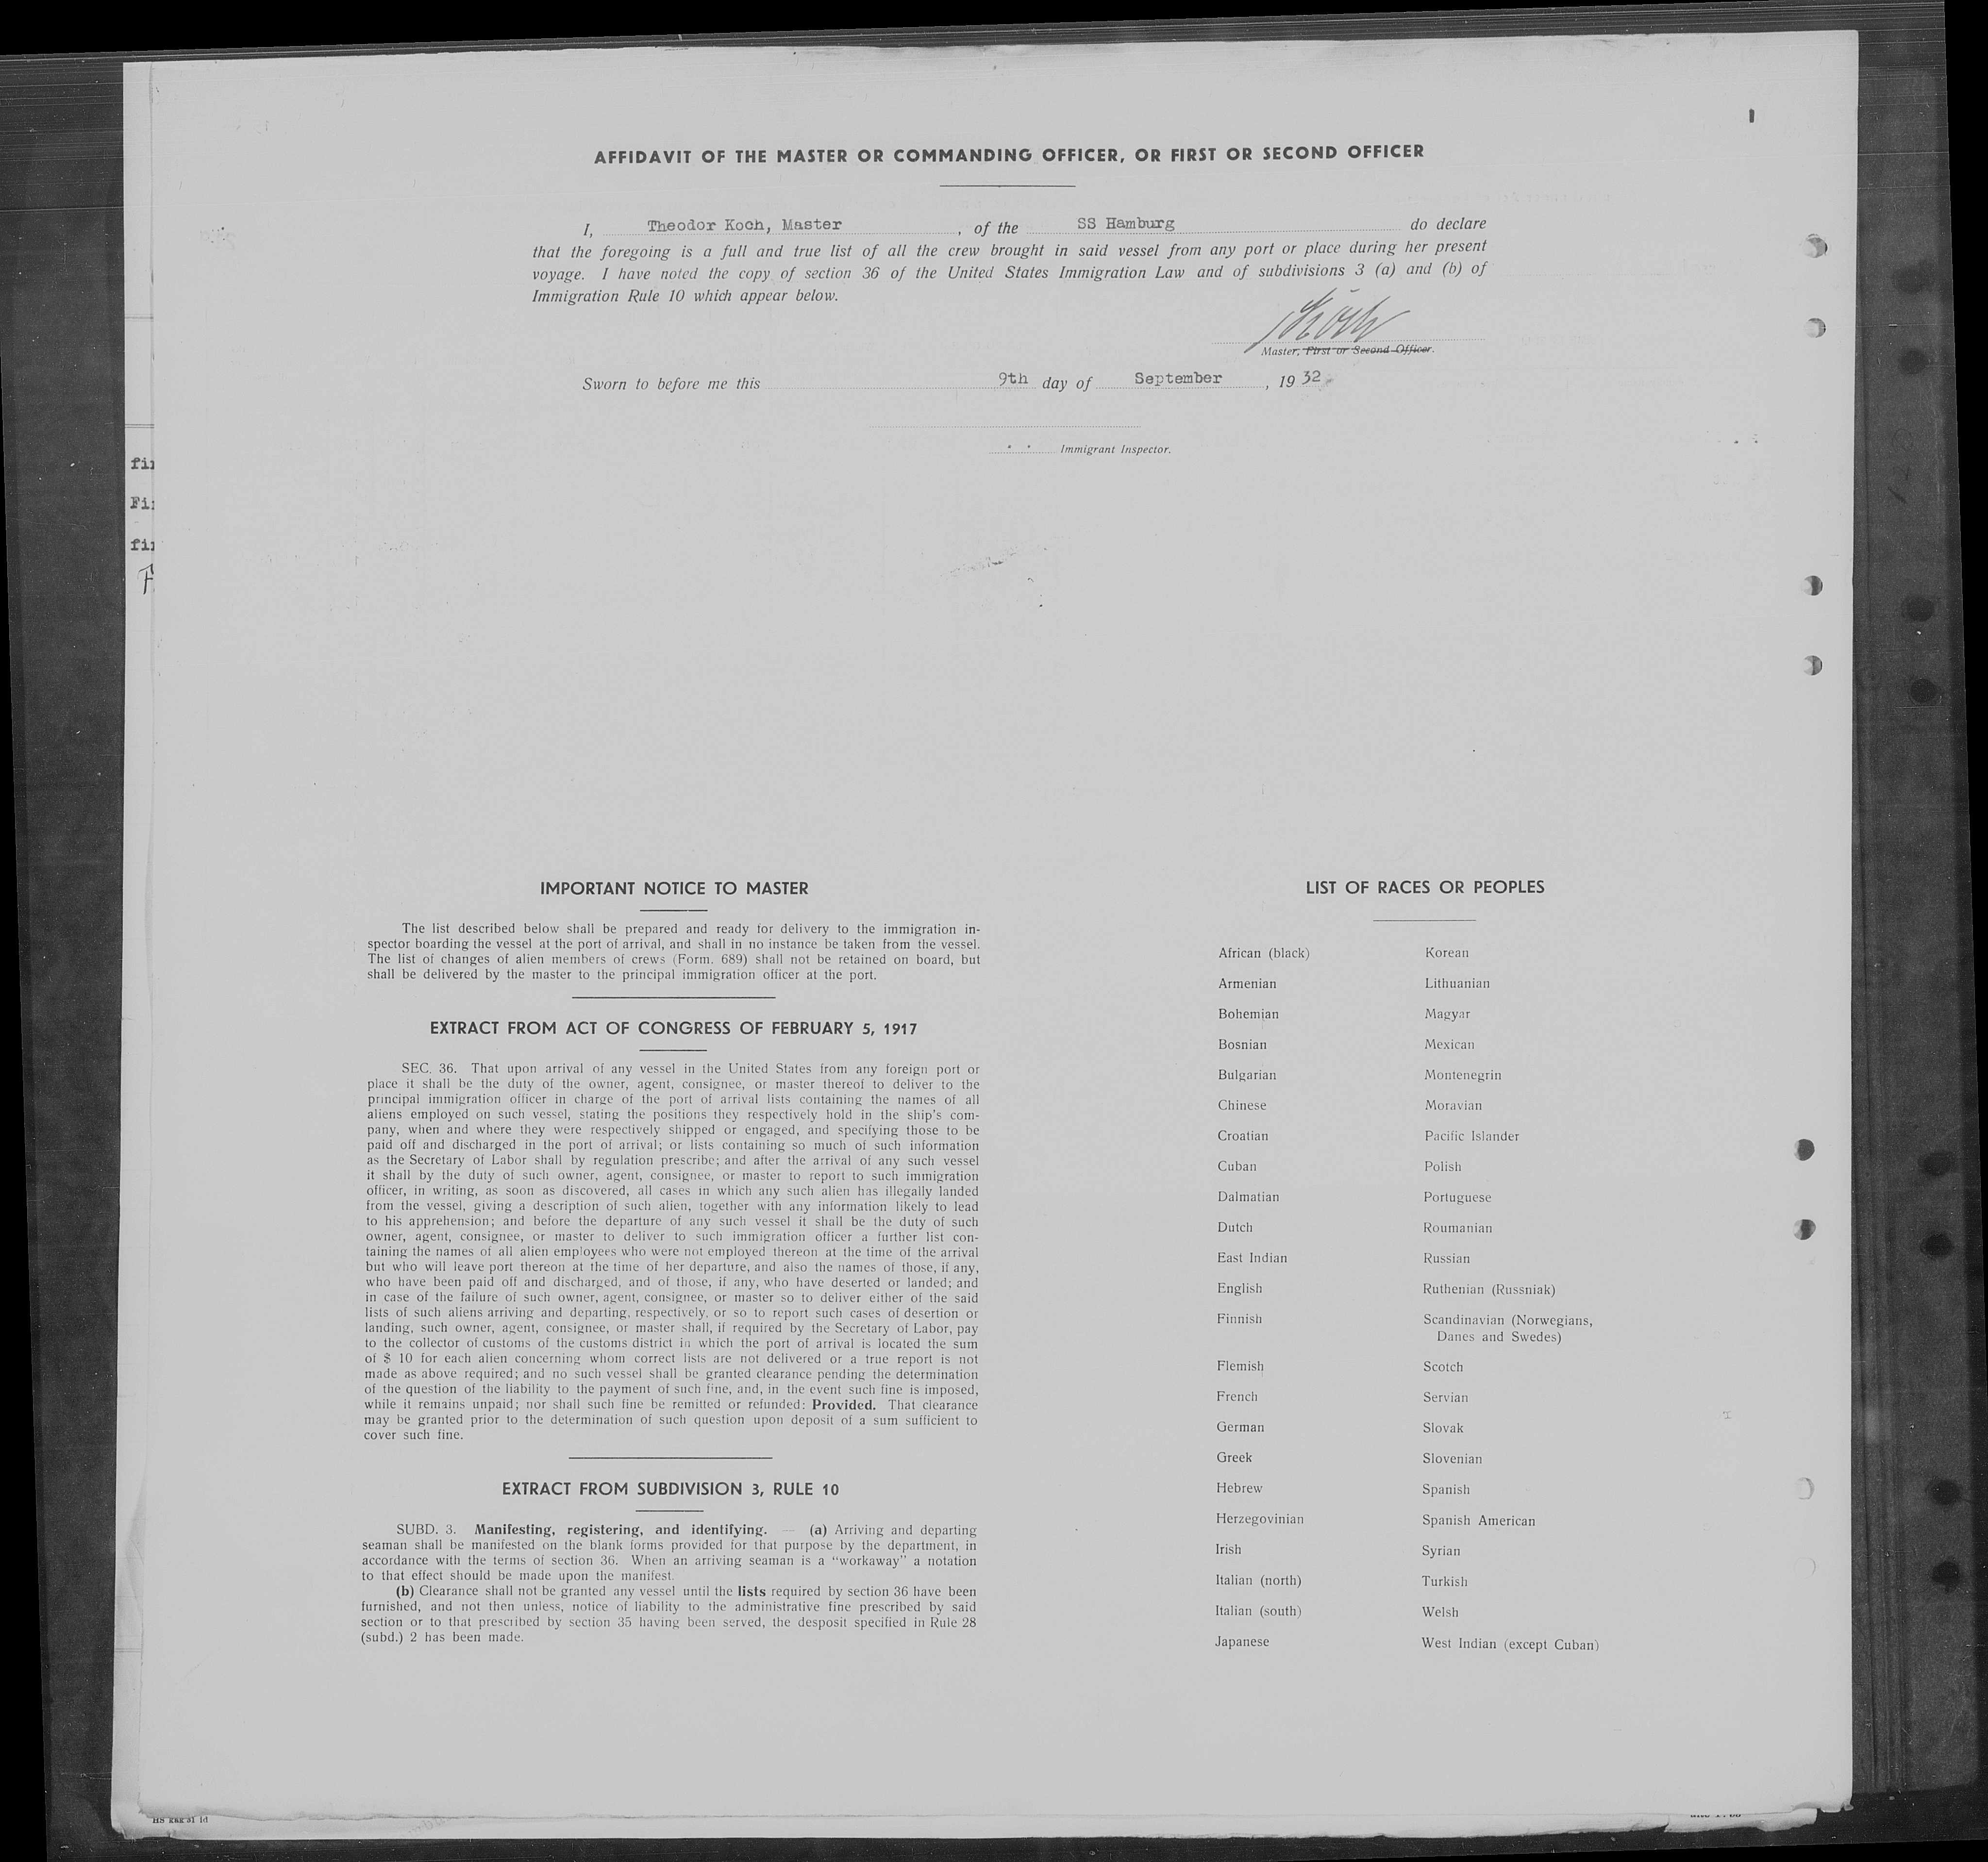 AFFIDAVIT OF THE MASTER OR COMMANDING OFFICER, OR FIRST OR SECOND OFFICER
I, Theodor Koch, Master, of the SS Hamburg do declare
that the foregoing is a full and true list of all the crew brought in said vessel from any port or place during her present
voyage. I have noted the copy of section 36 of the United States Immigration Law and of subdivisions 3 (a) and (b) of
Immigration Rule 10 which appear below.
Koch
Master, First or Second Officer.
Sworn to before me this 9th day of September, 19 32
Immigrant Inspector.
fi
Fi
fi
F
IMPORTANT NOTICE TO MASTER
The list described below shall be prepared and ready for delivery to the immigration in-
spector boarding the vessel at the port of arrival, and shall in no instance be taken from the vessel.
The list of changes of alien members of crews (Form. 689) shall not be retained on board, but
shall be delivered by the master to the principal immigration officer at the port.
EXTRACT FROM ACT OF CONGRESS OF FEBRUARY 5, 1917
SEC. 36. That upon arrival of any vessel in the United States from any foreign port or
place it shall be the duty of the owner, agent, consignee, or master thereof to deliver to the
principal immigration officer in charge of the port of arrival lists containing the names of all
aliens employed on such vessel, stating the positions they respectively hold in the ship's com-
pany, when and where they were respectively shipped or engaged, and specifying those to be
paid off and discharged in the port of arrival; or lists containing so much of such information
as the Secretary of Labor shall by regulation prescribe; and after the arrival of any such vessel
it shall by the duty of such owner, agent, consignee, or master to report to such immigration
officer, in writing, as soon as discovered, all cases in which any such alien has illegally landed
from the vessel, giving a description of such alien, together with any information likely to lead
to his apprehension; and before the departure of any such vessel it shall be the duty of such
owner, agent, consignee, or master to deliver to such immigration officer a further list con-
taining the names of all alien employees who were not employed thereon at the time of the arrival
but who will leave port thereon at the time of her departure, and also the names of those, if any,
who have been paid off and discharged, and of those, if any, who have deserted or landed; and
in case of the failure of such owner, agent, consignee, or master so to deliver either of the said
lists of such aliens arriving and departing, respectively, or so to report such cases of desertion or
landing, such owner, agent, consignee, or master shall, if required by the Secretary of Labor, pay
to the collector of customs of the customs district in which the port of arrival is located the sum
of $ 10 for each alien concerning whom correct lists are not delivered or a true report is not
made as above required; and no such vessel shall be granted clearance pending the determination
of the question of the liability to the payment of such fine, and, in the event such fine is imposed,
while it remains unpaid; nor shall such fine be remitted or refunded: Provided. That clearance
may be granted prior to the determination of such question upon deposit of a sum sufficient to
cover such fine.
EXTRACT FROM SUBDIVISION 3, RULE 10
SUBD. 3. Manifesting, registering, and identifying. — (a) Arriving and departing
seaman shall be manifested on the blank forms provided for that purpose by the department, in
accordance with the terms of section 36. When an arriving seaman is a “workaway” a notation
to that effect should be made upon the manifest.
(b) Clearance shall not be granted any vessel until the lists required by section 36 have been
furnished, and not then unless, notice of liability to the administrative fine prescribed by said
section or to that prescribed by section 35 having been served, the desposit specified in Rule 28
(subd.) 2 has been made.
LIST OF RACES OR PEOPLES
African (black) Korean
Armenian Lithuanian
Bohemian Magyar
Bosnian Mexican
Bulgarian Montenegrin
Chinese Moravian
Croatian Pacific Islander
Cuban Polish
Dalmatian Portuguese
Dutch Roumanian
East Indian Russian
English Ruthenian (Russniak)
Finnish Scandinavian (Norwegians,
Danes and Swedes)
Flemish Scotch
French Servian
German Slovak
Greek Slovenian
Hebrew Spanish
Herzegovinian Spanish American
Irish Syrian
Italian (north) Turkish
Italian (south) Welsh
Japanese West Indian (except Cuban)